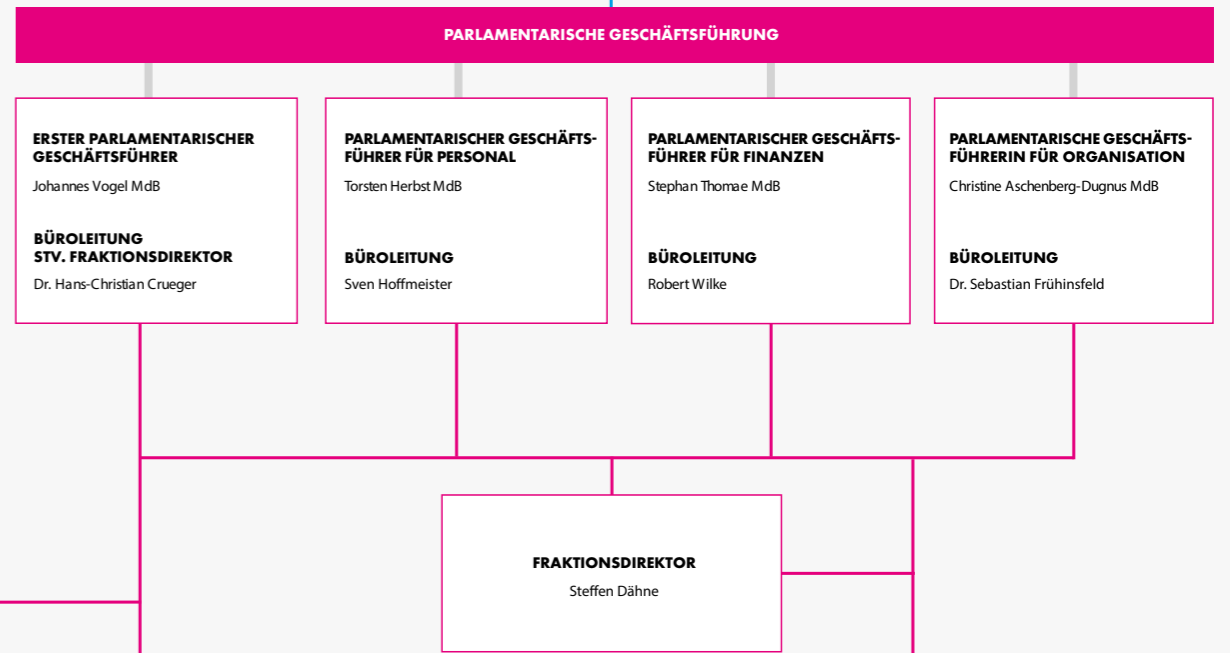 PARLAMENTARISCHE GESCHÄFTSFÜHRUNG
ERSTER PARLAMENTARISCHER
GESCHÄFTSFÜHRER
Johannes Vogel MdB
BÜROLEITUNG
STV. FRAKTIONSDIREKTOR
Dr. Hans-Christian Crueger
PARLAMENTARISCHER GESCHÄFTS-
FÜHRER FÜR PERSONAL
Torsten Herbst MdB
BÜROLEITUNG
Sven Hoffmeister
PARLAMENTARISCHER GESCHÄFTS-
FÜHRER FÜR FINANZEN
Stephan Thomae MdB
BÜROLEITUNG
Robert Wilke
PARLAMENTARISCHE GESCHÄFTS-
FÜHRERIN FÜR ORGANISATION
Christine Aschenberg-Dugnus MdB
BÜROLEITUNG
Dr. Sebastian Frühinsfeld
FRAKTIONSDIREKTOR
Steffen Dähne